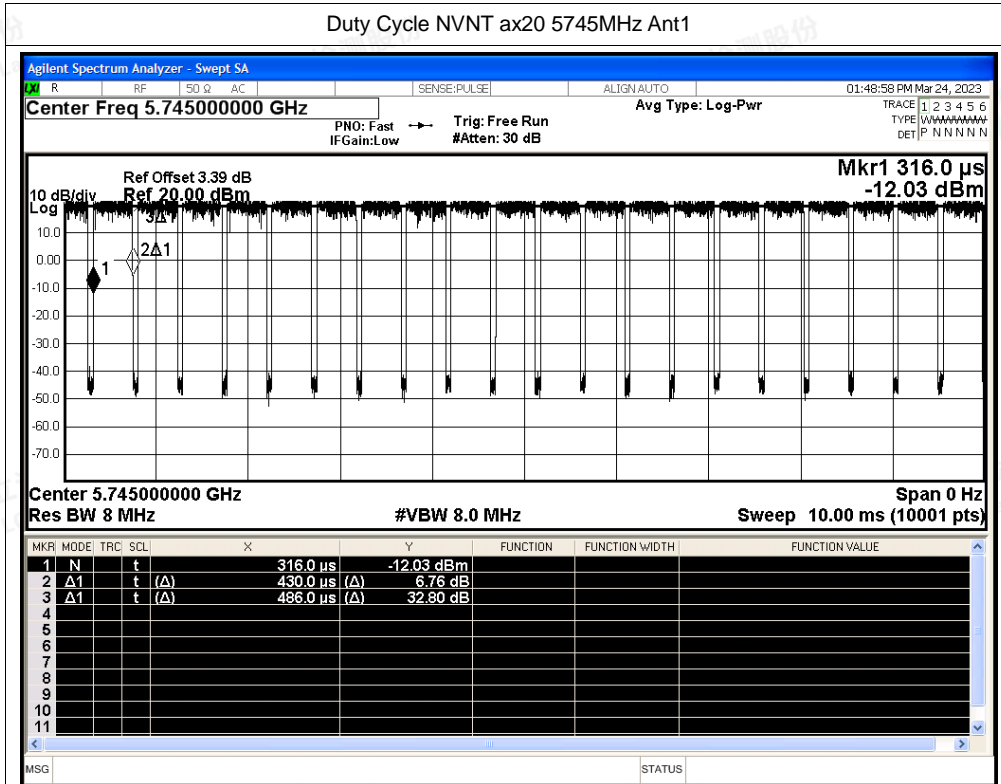 Duty Cycle NVNT ax20 5745MHz Ant1
Agilent Spectrum Analyzer - Swept SA
LXI R RF 50 Ω AC SENSE:PULSE ALIGN AUTO 01:48:58 PM Mar 24, 2023
Center Freq 5.745000000 GHz Avg Type: Log-Pwr TRACE 1 2 3 4 5 6
PNO: Fast Trig: Free Run TYPE W
IFGain:Low #Atten: 30 dB DET P N N N N N
Ref Offset 3.39 dB Mkr1 316.0 µs
10 dB/div Ref 20.00 dBm -12.03 dBm
Log
3Δ1
10.0
2Δ1
0.00
1
-10.0
-20.0
-30.0
-40.0
-50.0
-60.0
-70.0
Center 5.745000000 GHz Span 0 Hz
Res BW 8 MHz #VBW 8.0 MHz Sweep 10.00 ms (10001 pts)
MKR MODE TRC SCL X Y FUNCTION FUNCTION WIDTH FUNCTION VALUE
1 N t 316.0 µs -12.03 dBm
2 Δ1 t (Δ) 430.0 µs (Δ) 6.76 dB
3 Δ1 t (Δ) 486.0 µs (Δ) 32.80 dB
4
5
6
7
8
9
10
11
MSG STATUS